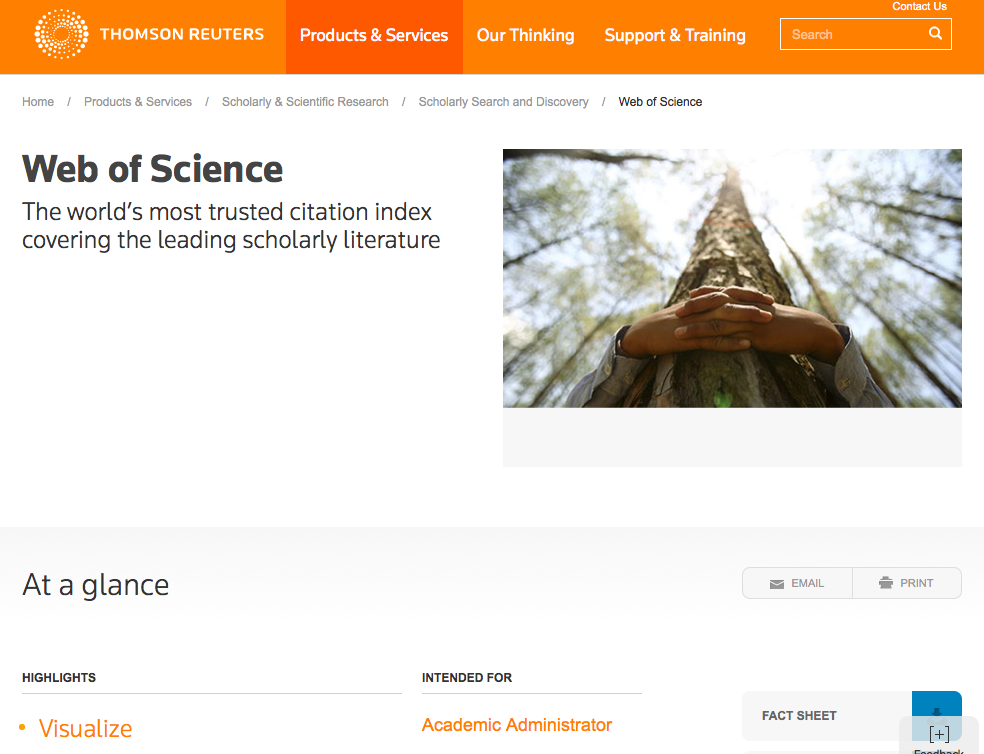 Contact Us
THOMSON REUTERS
Products & Services
Our Thinking
Support & Training
Search
Home / Products & Services / Scholarly & Scientific Research / Scholarly Search and Discovery / Web of Science
Web of Science
The world's most trusted citation index
covering the leading scholarly literature
At a glance
EMAIL
PRINT
HIGHLIGHTS
INTENDED FOR
• Visualize
Academic Administrator
FACT SHEET
[+]
Feedback